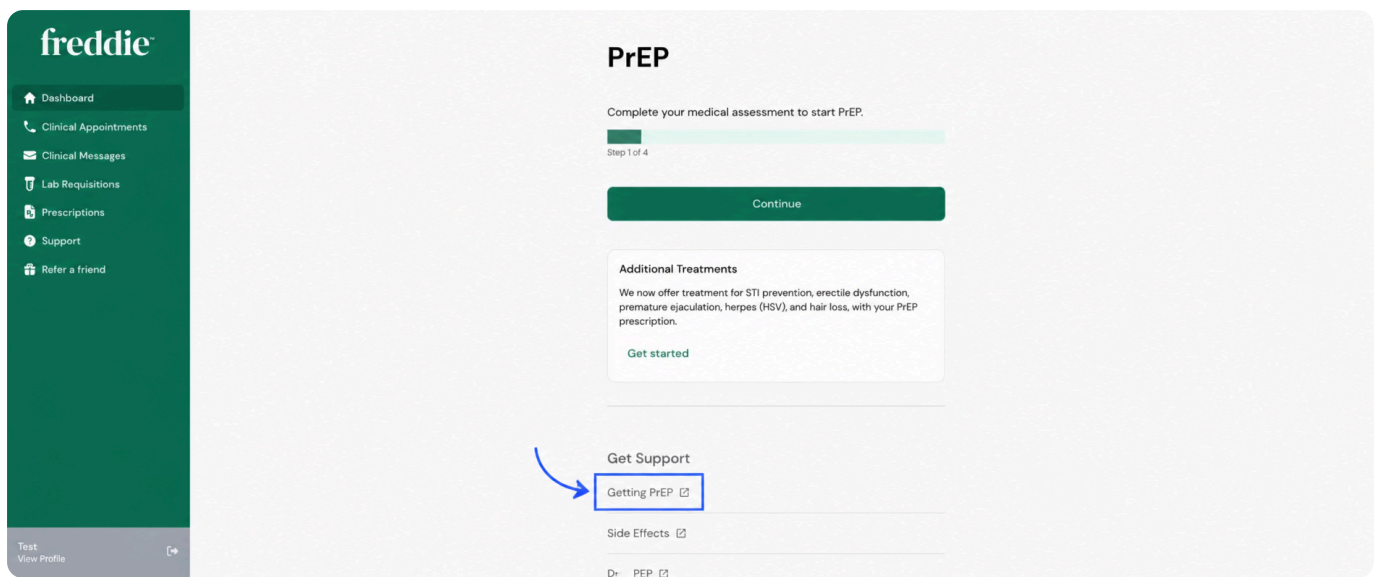 freddie™
Dashboard
Clinical Appointments
Clinical Messages
Lab Requisitions
Prescriptions
Support
Refer a friend
Test
View Profile
PrEP
Complete your medical assessment to start PrEP.
Step 1 of 4
Continue
Additional Treatments
We now offer treatment for STI prevention, erectile dysfunction,
premature ejaculation, herpes (HSV), and hair loss, with your PrEP
prescription.
Get started
Get Support
Getting PrEP
Side Effects
PEP